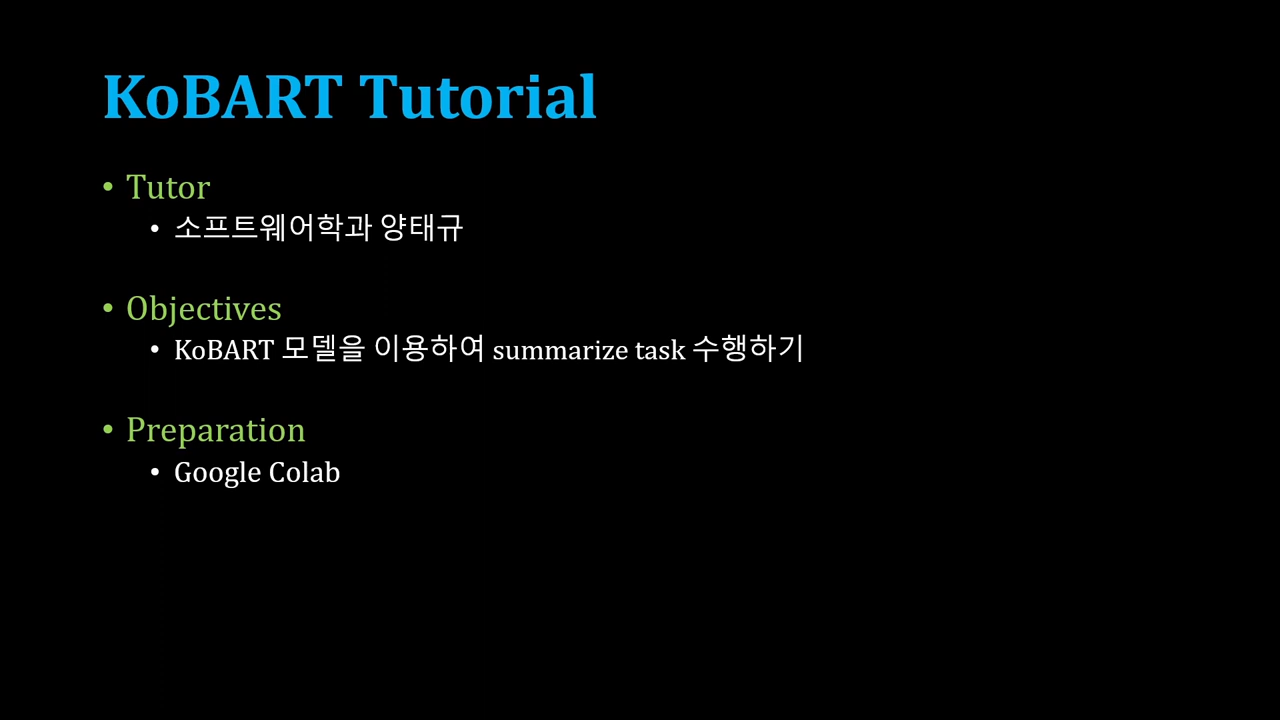 KoBART Tutorial
• Tutor
• 소프트웨어학과 양태규
• Objectives
• KoBART 모델을 이용하여 summarize task 수행하기
• Preparation
• Google Colab